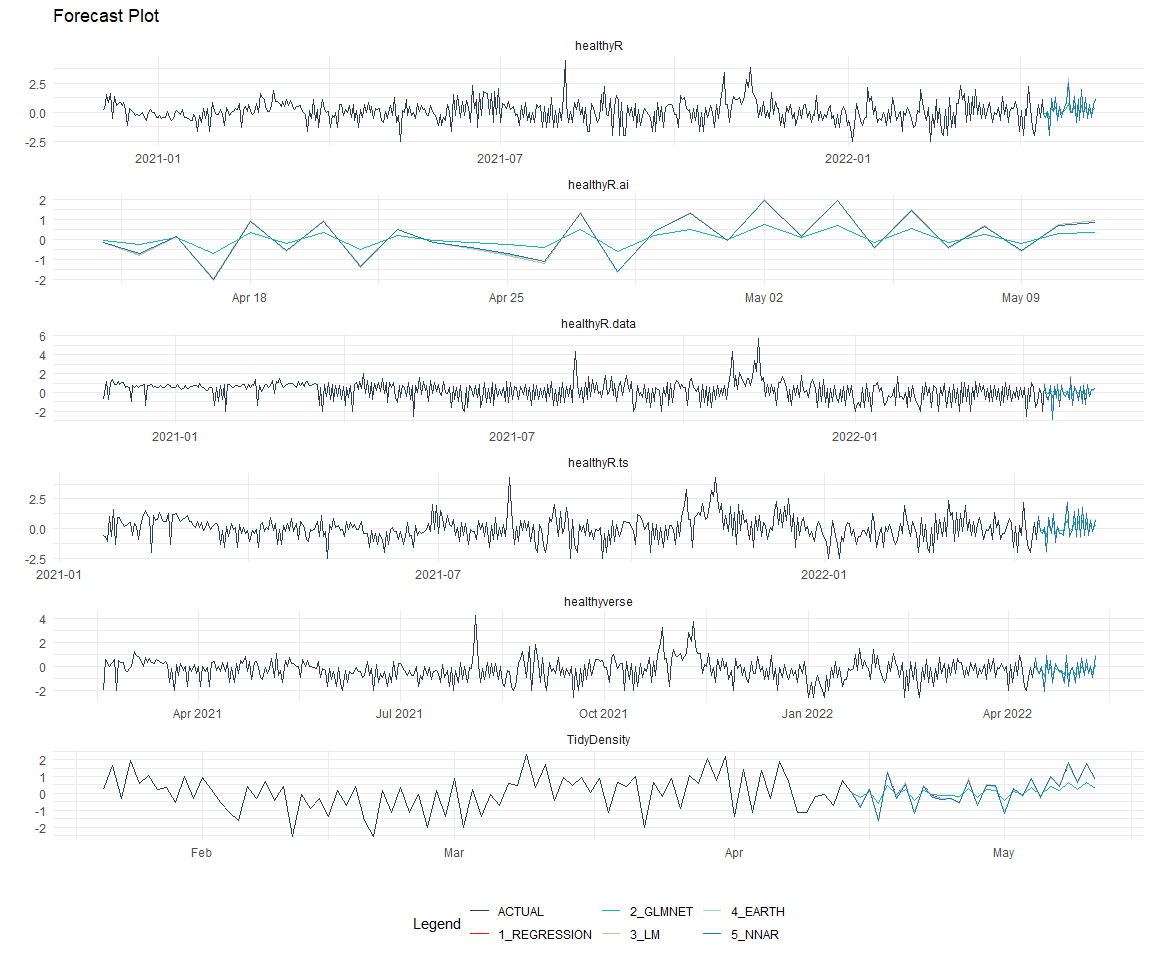 Forecast Plot
healthyR
2.5
0.0
-2.5
2021-01 2021-07 2022-01
healthyR.ai
2
1
0
-1
-2
Apr 18 Apr 25 May 02 May 09
healthyR.data
6
4
2
0
-2
2021-01 2021-07 2022-01
healthyR.ts
2.5
0.0
-2.5
2021-01 2021-07 2022-01
healthyverse
4
2
0
-2
Apr 2021 Jul 2021 Oct 2021 Jan 2022 Apr 2022
TidyDensity
2
1
0
-1
-2
Feb Mar Apr May
Legend
ACTUAL 2_GLMNET 4_EARTH
1_REGRESSION 3_LM 5_NNAR